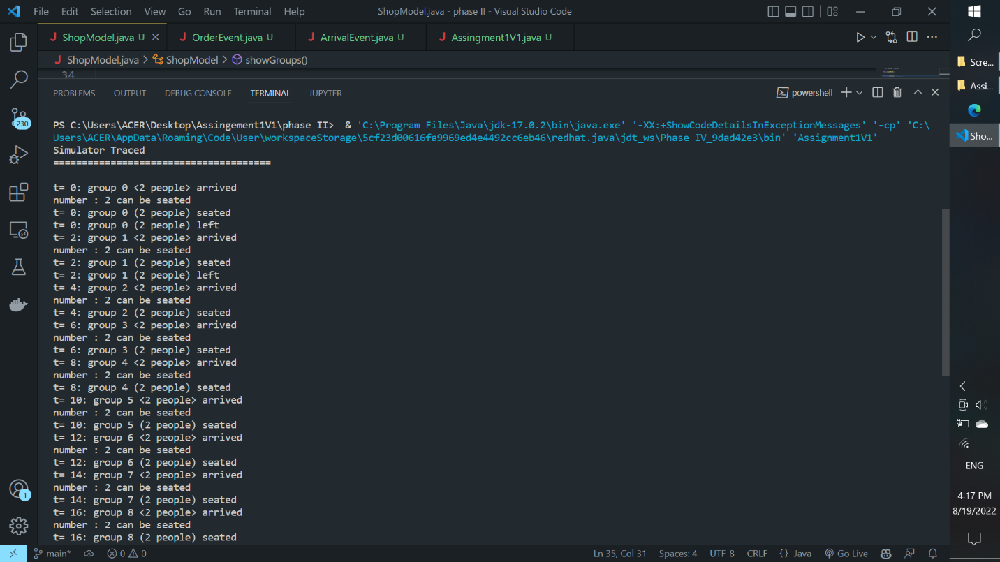 File Edit Selection View Go Run Terminal Help ShopModel.java - phase II - Visual Studio Code
J ShopModel.java U J OrderEvent.java U J ArrivalEvent.java U J Assingment1V1.java U
J ShopModel.java > ShopModel > showGroups()
34
PROBLEMS OUTPUT DEBUG CONSOLE TERMINAL JUPYTER powershell
PS C:\Users\ACER\Desktop\Assingement1V1\phase II> & 'C:\Program Files\Java\jdk-17.0.2\bin\java.exe' '-XX:+ShowCodeDetailsInExceptionMessages' '-cp' 'C:\
Users\ACER\AppData\Roaming\Code\User\workspaceStorage\5cf23d00616fa9969ed4e4492cc6eb46\redhat.java\jdt_ws\Phase IV_9dad42e3\bin' 'Assignment1V1'
Simulator Traced
======================================
t= 0: group 0 <2 people> arrived
number : 2 can be seated
t= 0: group 0 (2 people) seated
t= 0: group 0 (2 people) left
t= 2: group 1 <2 people> arrived
number : 2 can be seated
t= 2: group 1 (2 people) seated
t= 2: group 1 (2 people) left
t= 4: group 2 <2 people> arrived
number : 2 can be seated
t= 4: group 2 (2 people) seated
t= 6: group 3 <2 people> arrived
number : 2 can be seated
t= 6: group 3 (2 people) seated
t= 8: group 4 <2 people> arrived
number : 2 can be seated
t= 8: group 4 (2 people) seated
t= 10: group 5 <2 people> arrived
number : 2 can be seated
t= 10: group 5 (2 people) seated
t= 12: group 6 <2 people> arrived
number : 2 can be seated
t= 12: group 6 (2 people) seated
t= 14: group 7 <2 people> arrived
number : 2 can be seated
t= 14: group 7 (2 people) seated
t= 16: group 8 <2 people> arrived
number : 2 can be seated
t= 16: group 8 (2 people) seated
230
1
main* 0 0 Ln 35, Col 31 Spaces: 4 UTF-8 CRLF {} Java Go Live
Scre...
Assi...
Sho...
ENG
4:17 PM
8/19/2022